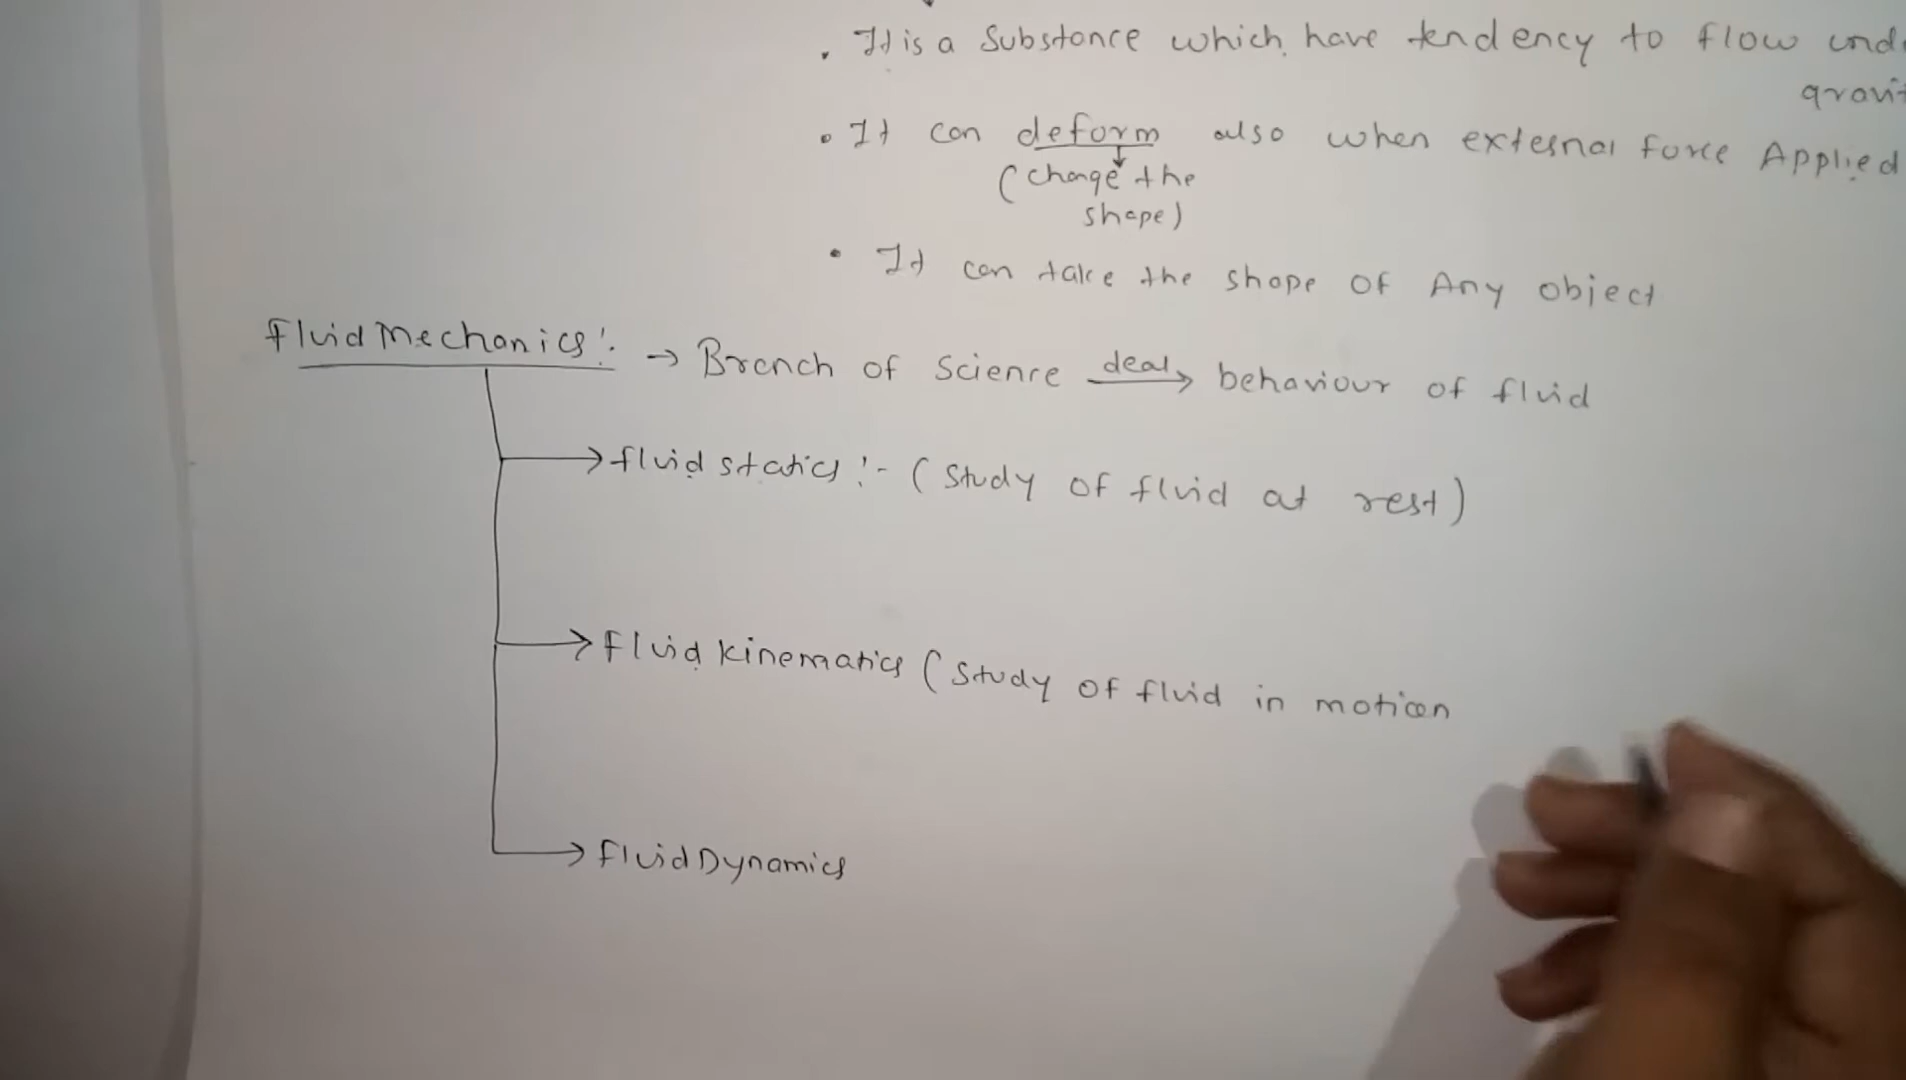 . It is a Substance which have tendency to flow
• It can deform also when external force Applied
(change the
shape)
• It can take the shape of Any object
fluid Mechanics :- → Branch of Science deal behaviour of fluid
→ fluid statics :- (Study of fluid at rest)
→ fluid kinematics (Study of fluid in motion
→ fluid Dynamics